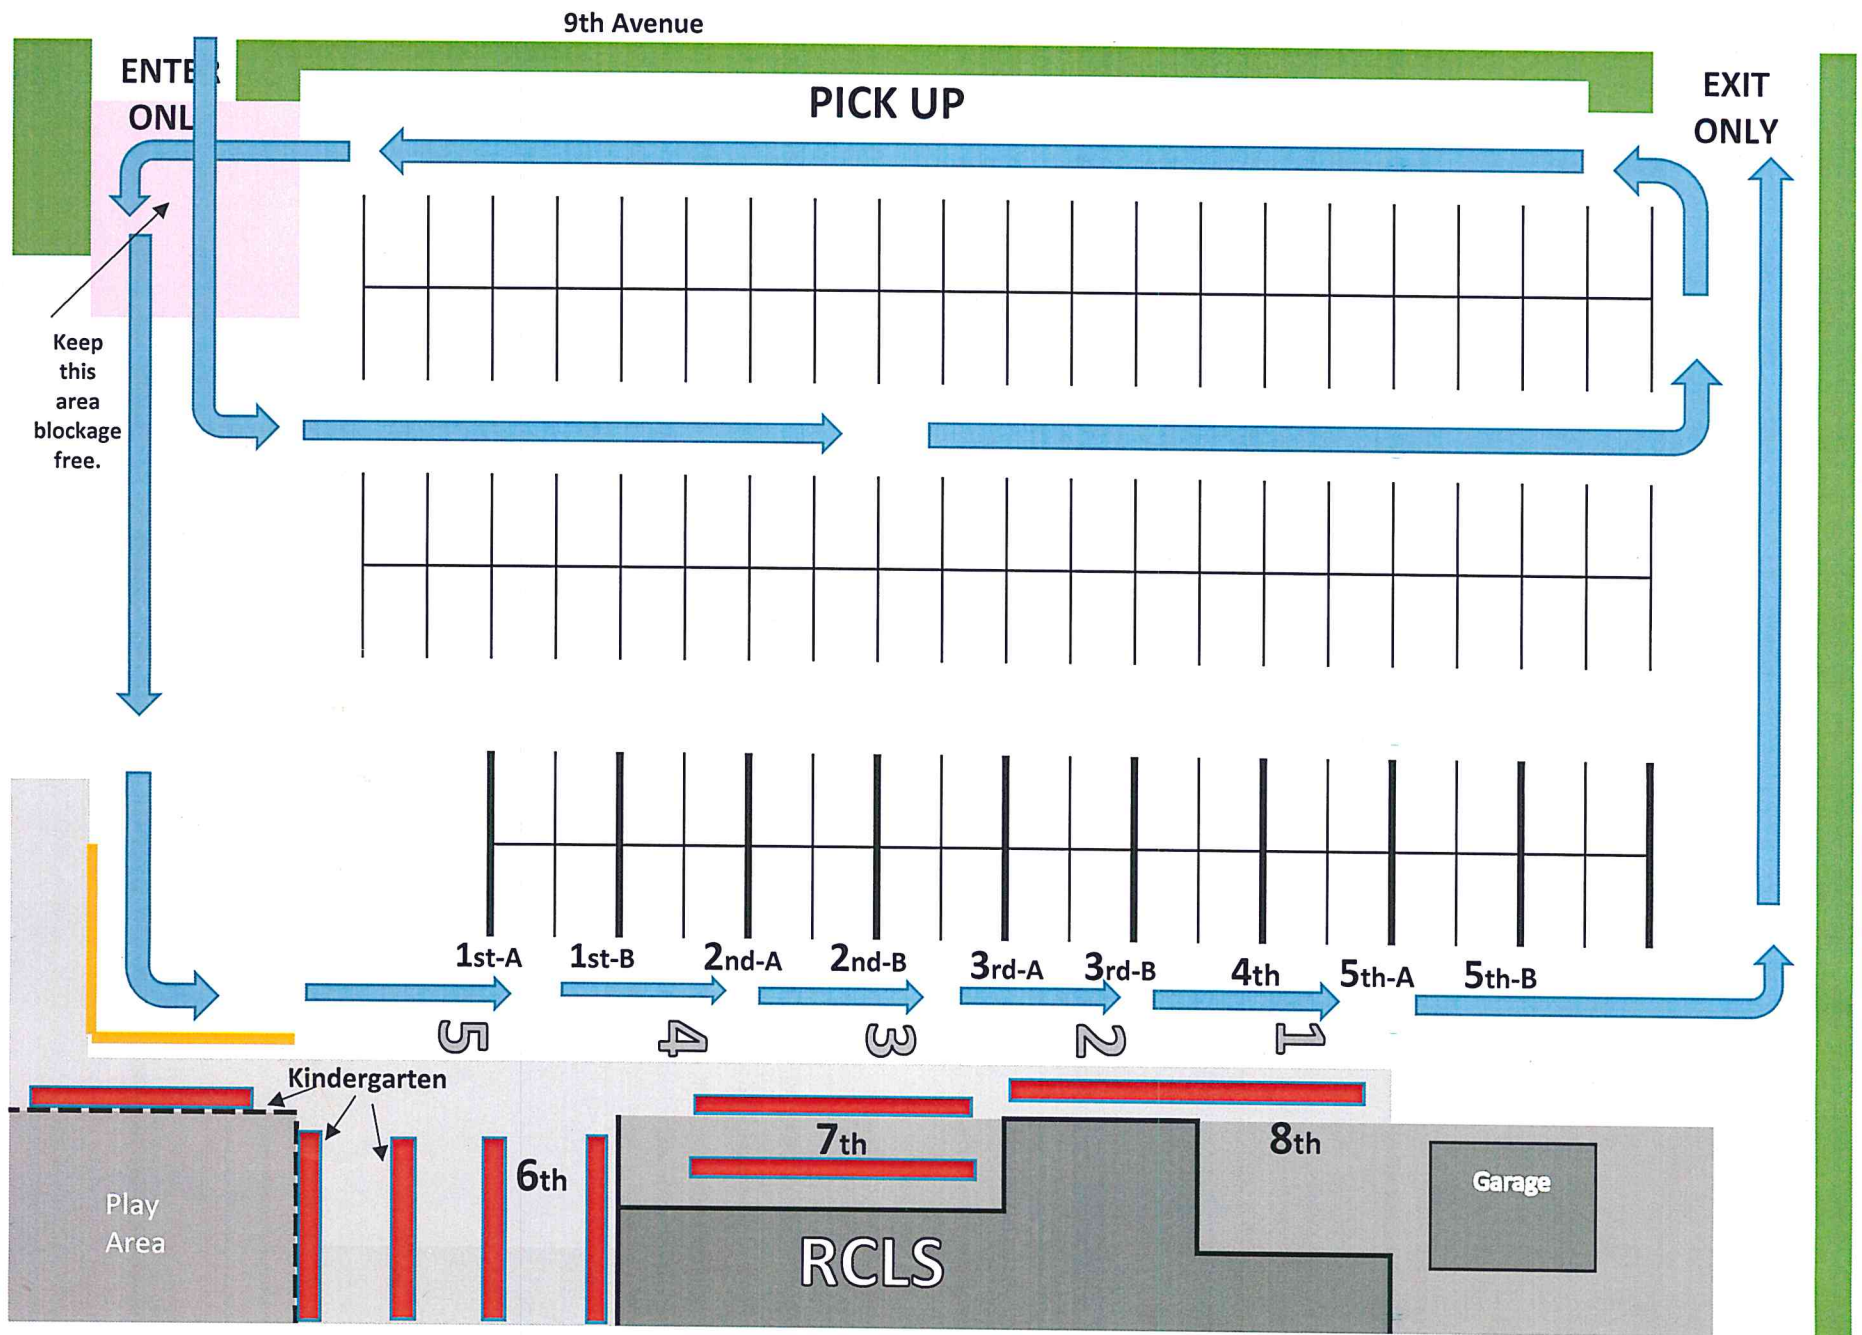 9th Avenue
ENTER
ONL
PICK UP
EXIT
ONLY
Keep
this
area
blockage
free.
1st-A 1st-B 2nd-A 2nd-B 3rd-A 3rd-B 4th 5th-A 5th-B
5 4 3 2 1
Kindergarten
7th
8th
6th
Garage
Play
Area
RCLS